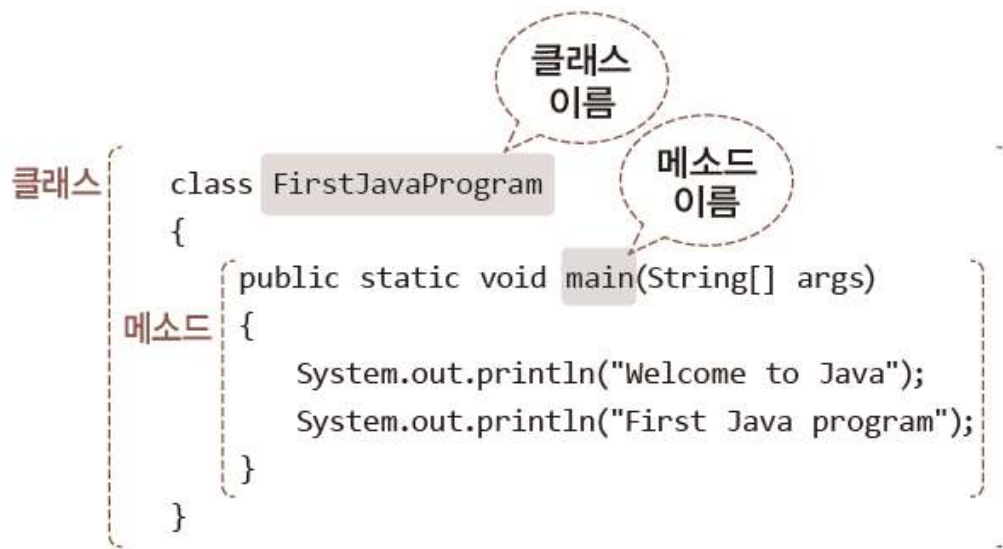 클래스
이름
메소드
이름
클래스
class FirstJavaProgram
{
메소드
public static void main(String[] args)
{
System.out.println("Welcome to Java");
System.out.println("First Java program");
}
}